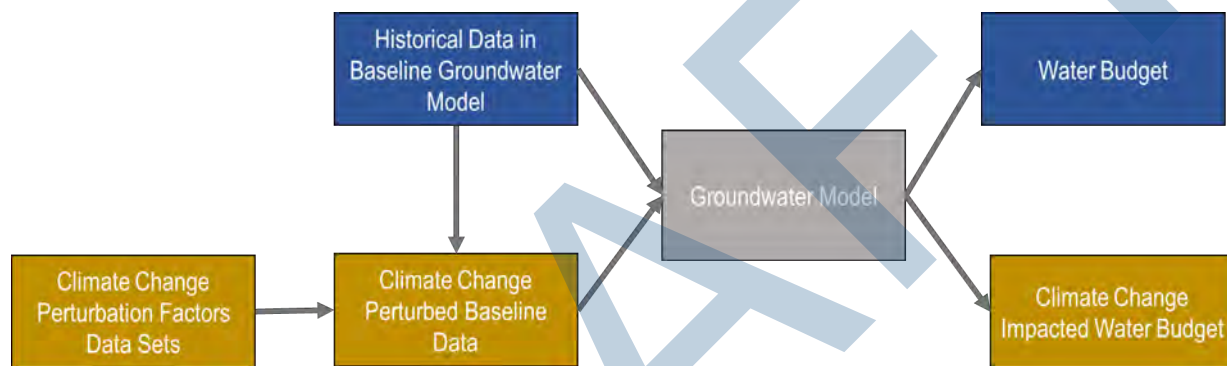 Historical Data in
Baseline Groundwater
Model
Water Budget
Groundwater Model
Climate Change
Perturbation Factors
Data Sets
Climate Change
Perturbed Baseline
Data
Climate Change
Impacted Water Budget